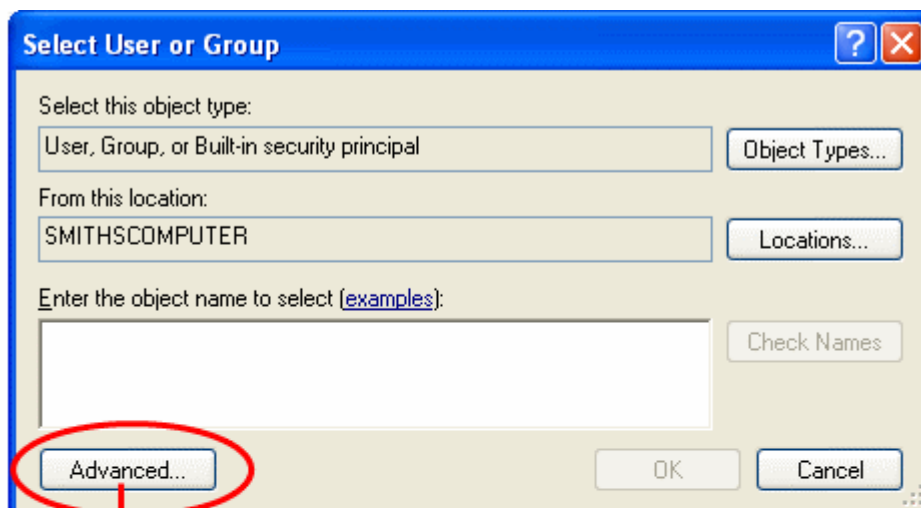 Select User or Group
Select this object type:
User, Group, or Built-in security principal
Object Types...
From this location:
SMITHSCOMPUTER
Locations...
Enter the object name to select (examples):
Check Names
Advanced...
OK
Cancel